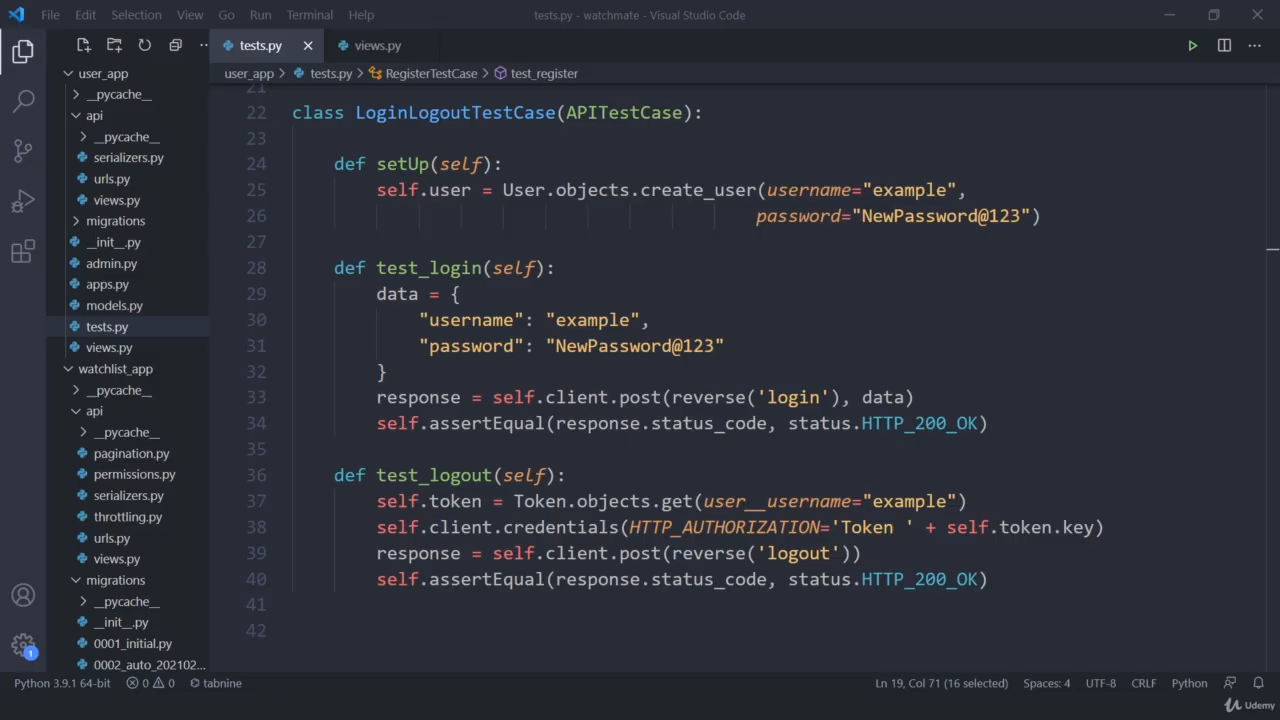 File Edit Selection View Go Run Terminal Help tests.py - watchmate - Visual Studio Code
tests.py views.py
user_app > tests.py > RegisterTestCase > test_register
user_app
__pycache__
api
__pycache__
serializers.py
urls.py
views.py
migrations
__init__.py
admin.py
apps.py
models.py
tests.py
views.py
watchlist_app
__pycache__
api
__pycache__
pagination.py
permissions.py
serializers.py
throttling.py
urls.py
views.py
migrations
__pycache__
__init__.py
0001_initial.py
0002_auto_202102...
21
22 class LoginLogoutTestCase(APITestCase):
23
24 def setUp(self):
25 self.user = User.objects.create_user(username="example",
26 password="NewPassword@123")
27
28 def test_login(self):
29 data = {
30 "username": "example",
31 "password": "NewPassword@123"
32 }
33 response = self.client.post(reverse('login'), data)
34 self.assertEqual(response.status_code, status.HTTP_200_OK)
35
36 def test_logout(self):
37 self.token = Token.objects.get(user__username="example")
38 self.client.credentials(HTTP_AUTHORIZATION='Token ' + self.token.key)
39 response = self.client.post(reverse('logout'))
40 self.assertEqual(response.status_code, status.HTTP_200_OK)
41
42
1
Python 3.9.1 64-bit 0 0 tabnine Ln 19, Col 71 (16 selected) Spaces: 4 UTF-8 CRLF Python
Udemy